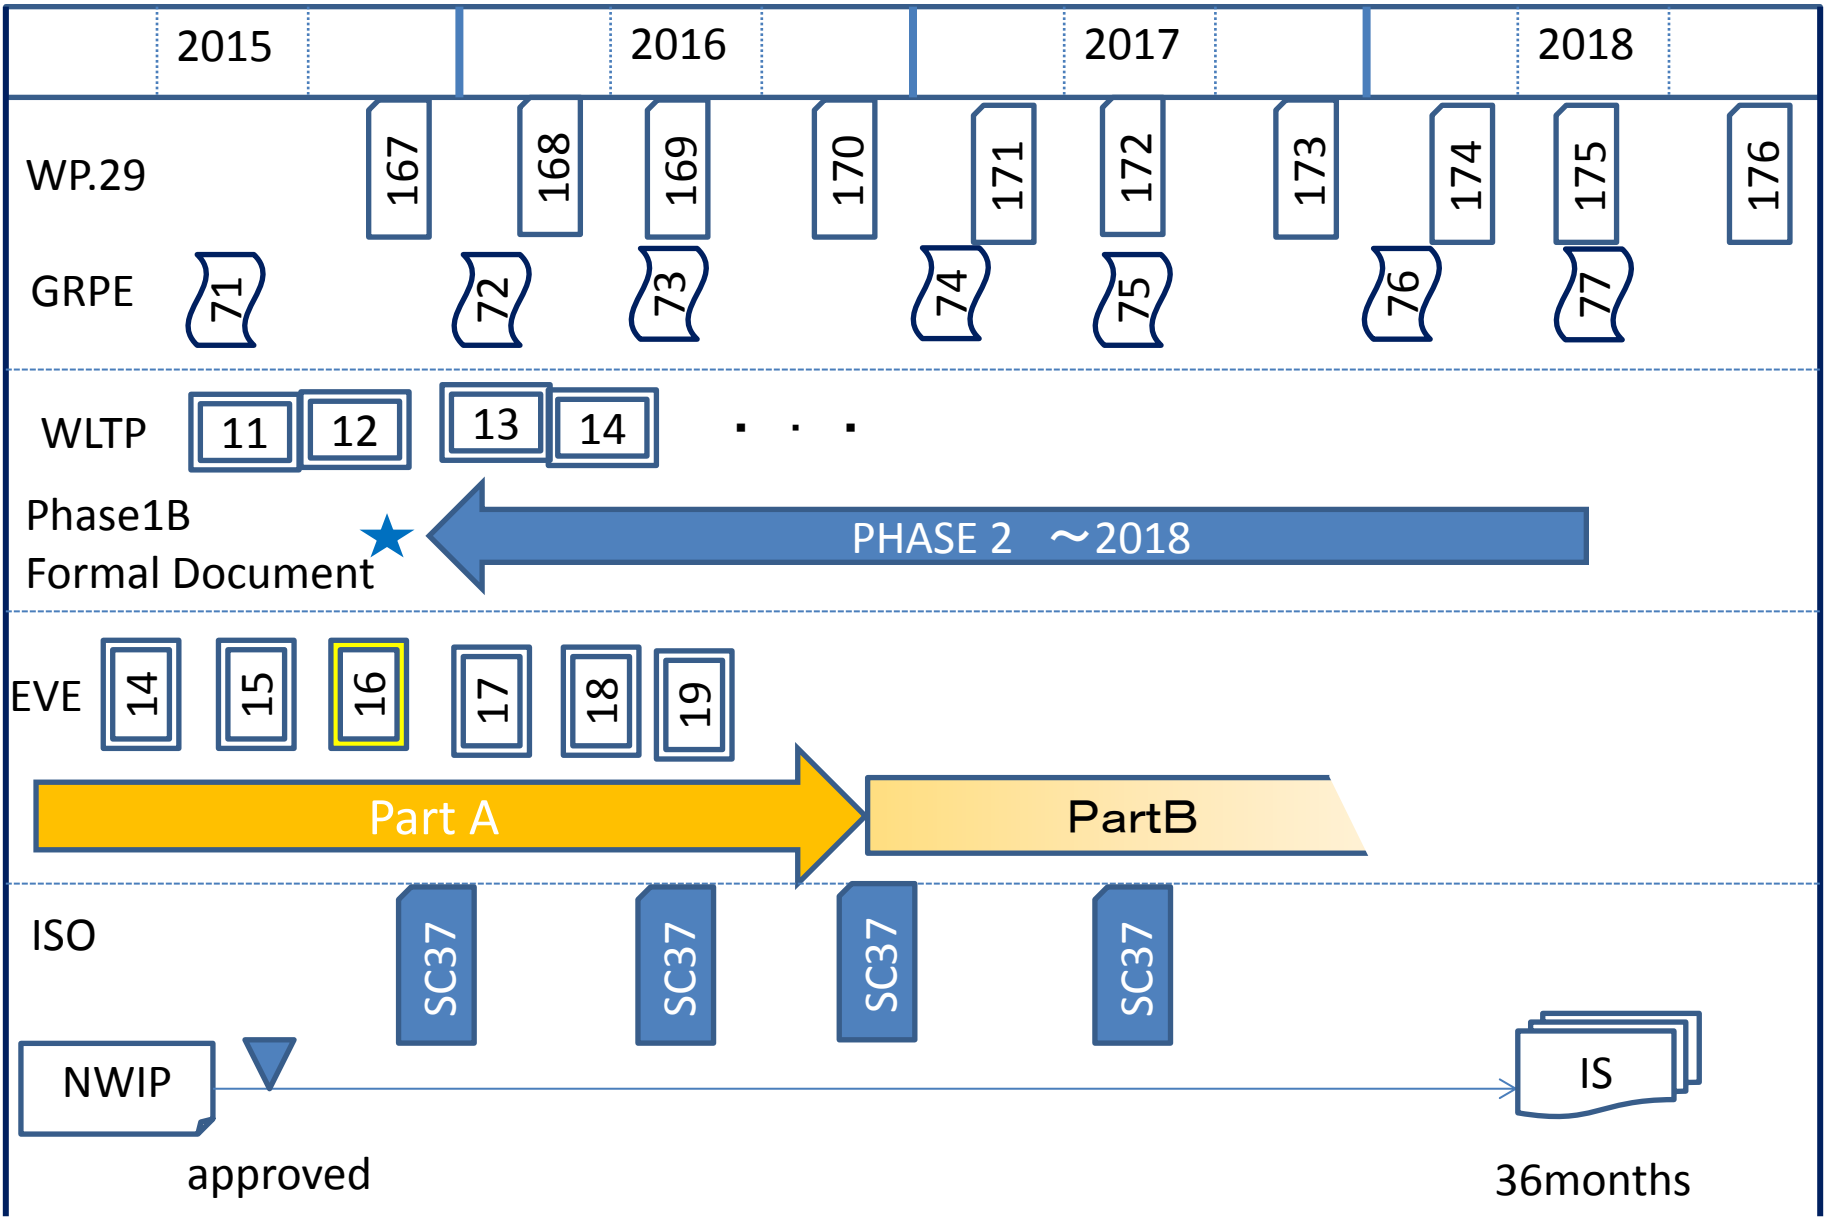 2015 2016 2017 2018
WP.29 167 168 169 170 171 172 173 174 175 176
GRPE 71 72 73 74 75 76 77
WLTP 11 12 13 14 · · ·
Phase1B
Formal Document
PHASE 2 ～2018
EVE 14 15 16 17 18 19
Part A PartB
ISO SC37 SC37 SC37 SC37
NWIP IS
approved 36months